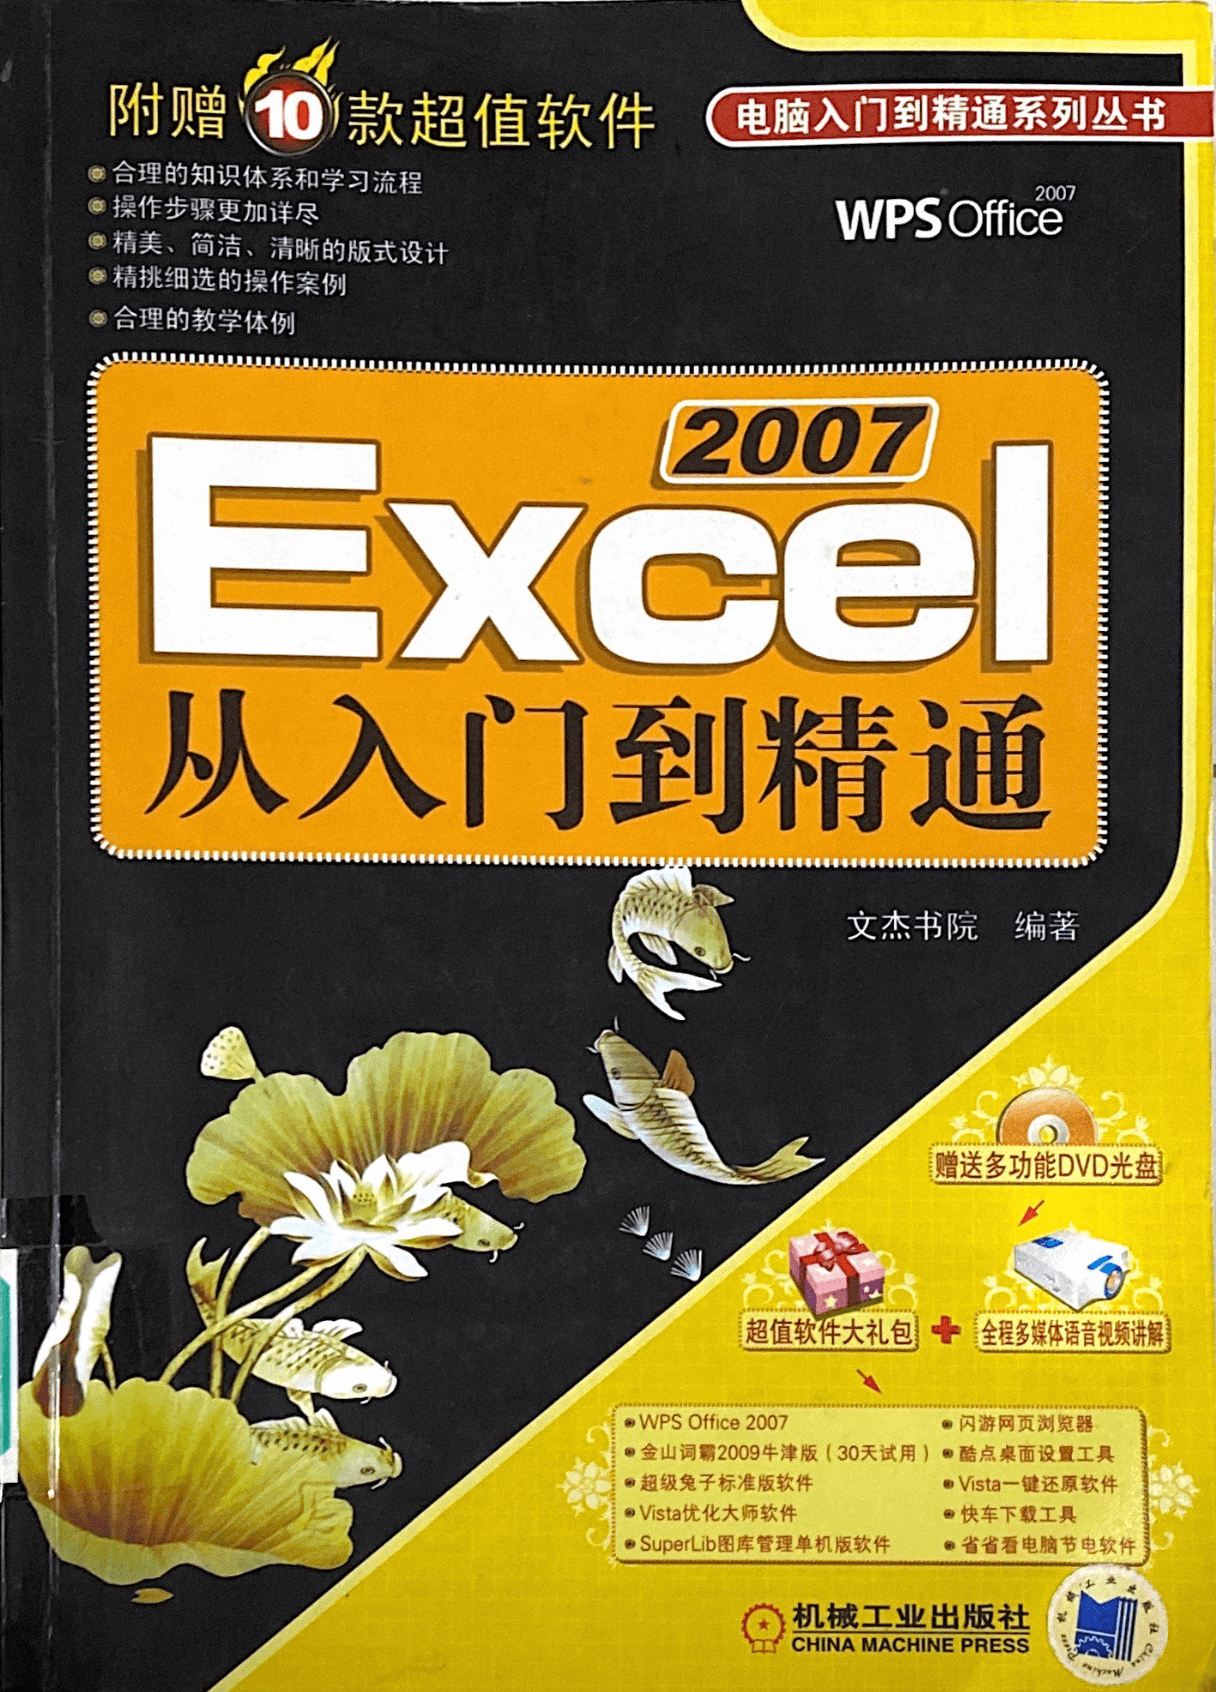 附赠10款超值软件
电脑入门到精通系列丛书
合理的知识体系和学习流程
操作步骤更加详尽
精美、简洁、清晰的版式设计
精挑细选的操作案例
合理的教学体例
WPS Office 2007
2007
Excel
从入门到精通
文杰书院 编著
赠送多功能DVD光盘
超值软件大礼包 + 全程多媒体语音视频讲解
WPS Office 2007
金山词霸2009牛津版（30天试用）
超级兔子标准版软件
Vista优化大师软件
SuperLib图库管理单机版软件
闪游网页浏览器
酷点桌面设置工具
Vista一键还原软件
快车下载工具
省省看电脑节电软件
机械工业出版社
CHINA MACHINE PRESS
机械工业出版社
China Machine Press